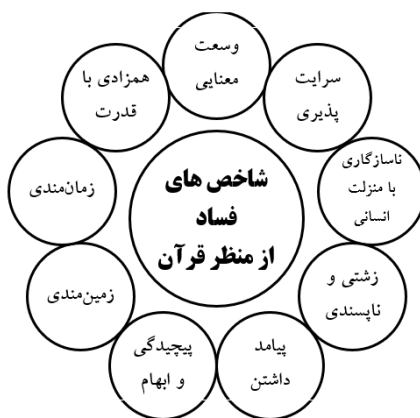 شاخص های
فساد
از منظر قرآن
وسعت
معنایی
سرایت
پذیری
ناسازگاری
با منزلت
انسانی
زشتی و
ناپسندی
پیامد
داشتن
پیچیدگی
و ابهام
زمین‌مندی
زمان‌مندی
همزادی با
قدرت